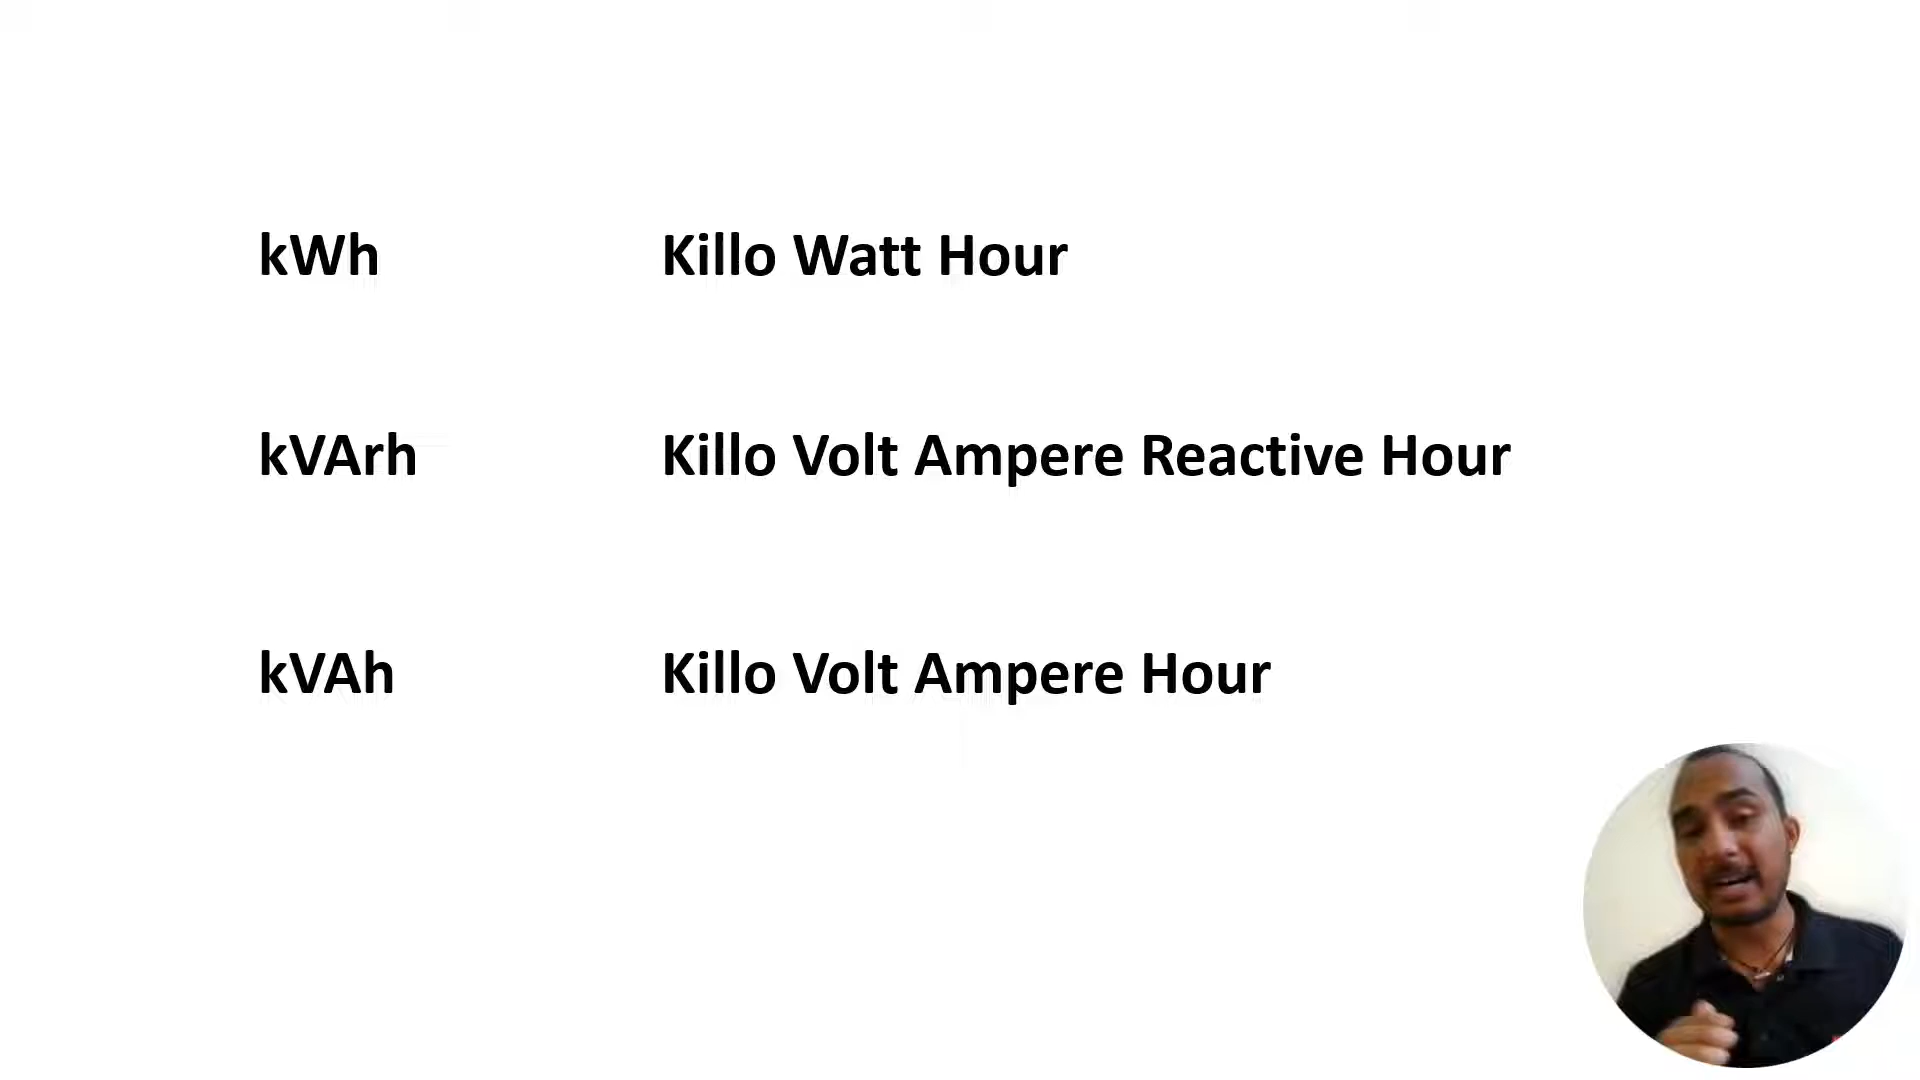 kWh Killo Watt Hour
kVArh Killo Volt Ampere Reactive Hour
kVAh Killo Volt Ampere Hour